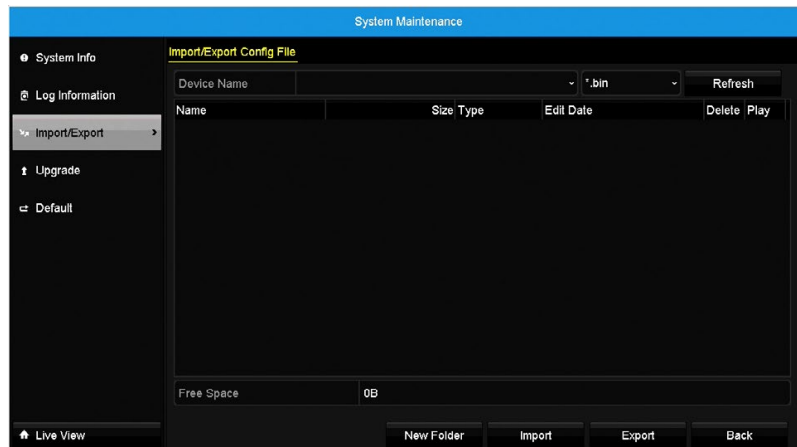 System Maintenance
System Info
Log Information
Import/Export
Upgrade
Default
Live View
Import/Export Config File
Device Name *.bin Refresh
Name Size Type Edit Date Delete Play
Free Space 0B
New Folder Import Export Back